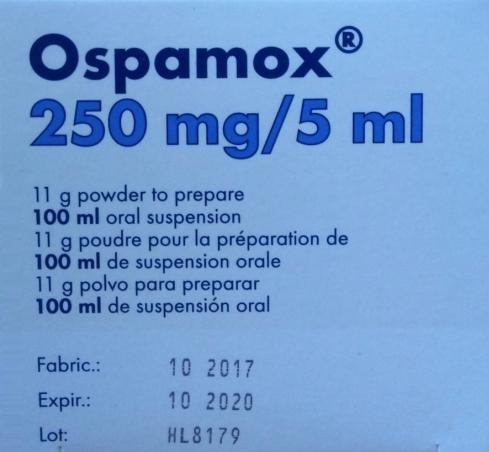 Ospamox®
250 mg/5 ml
11 g powder to prepare
100 ml oral suspension
11 g poudre pour la préparation de
100 ml de suspension orale
11 g polvo para preparar
100 ml de suspensión oral
Fabric.: 10 2017
Expir.: 10 2020
Lot: HL8179